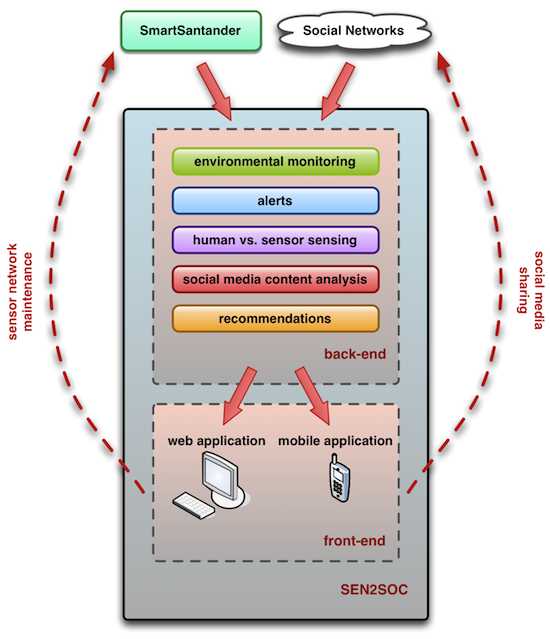 SmartSantander
Social Networks
environmental monitoring
alerts
human vs. sensor sensing
social media content analysis
recommendations
back-end
sensor network
maintenance
social media
sharing
web application
mobile application
front-end
SEN2SOC